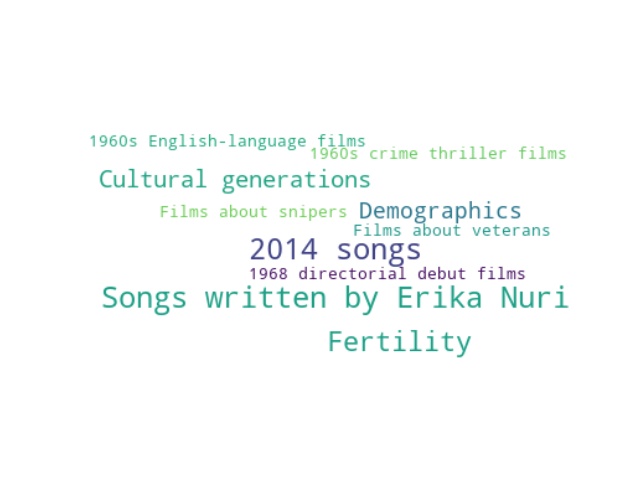 1960s English-language films
1960s crime thriller films
Cultural generations
Films about snipers
Demographics
Films about veterans
2014 songs
1968 directorial debut films
Songs written by Erika Nuri
Fertility